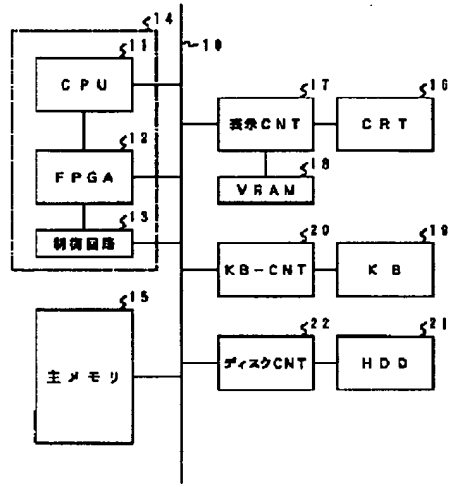 14
11
10
CPU
17
16
表示CNT
CRT
12
FPGA
18
VRAM
13
制御回路
20
19
KB-CNT
KB
15
主メモリ
22
21
ディスクCNT
HDD